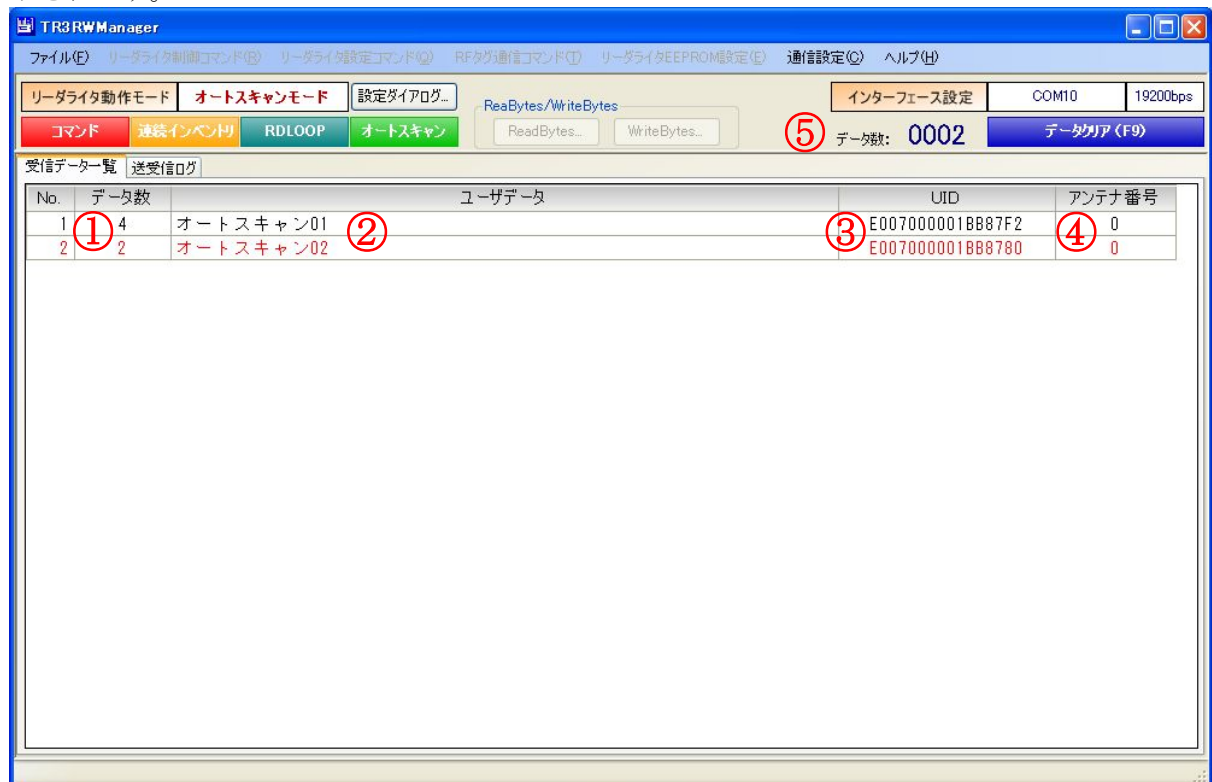 TR3RWManager
ファイル(F) リーダライタ制御コマンド(R) リーダライタ設定コマンド(Q) RFタグ通信コマンド(T) リーダライタEEPROM設定(E) 通信設定(C) ヘルプ(H)
リーダライタ動作モード オートスキャンモード 設定ダイアログ... ReaBytes/WriteBytes インターフェース設定 COM10 19200bps
コマンド 連続インベントリ RDLOOP オートスキャン ReadBytes... WriteBytes... ⑤ データ数: 0002 データクリア(F9)
受信データ一覧 送受信ログ
No. データ数 ユーザデータ UID アンテナ番号
1 ① 4 オートスキャン01 ② ③ E007000001BB87F2 ④ 0
2 2 オートスキャン02 E007000001BB8780 0